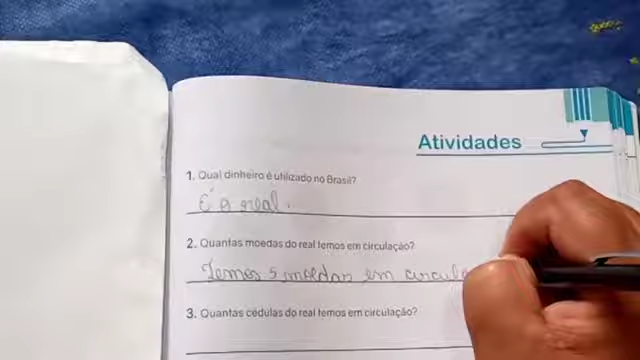 Atividades
1. Qual dinheiro é utilizado no Brasil?
É o real.
2. Quantas moedas do real temos em circulação?
Temos 5 moedas em circula
3. Quantas cédulas do real temos em circulação?